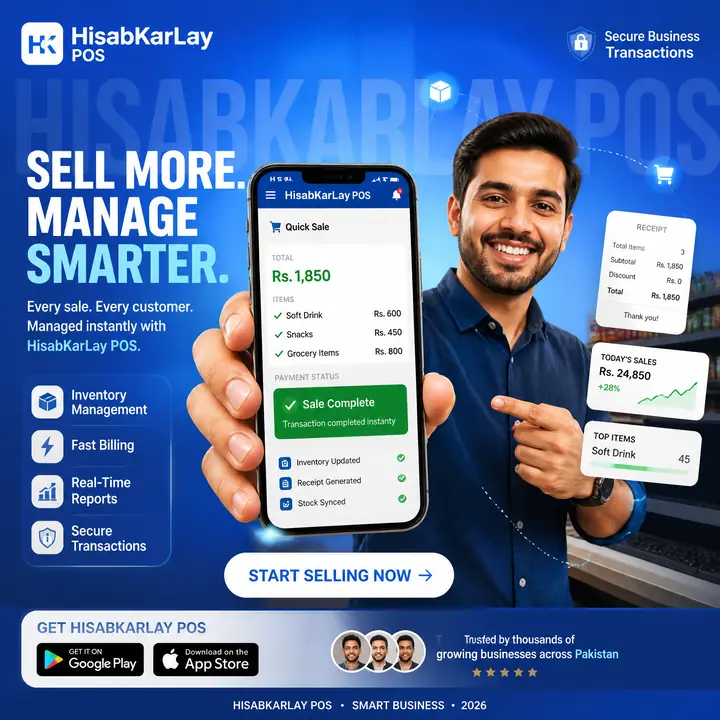 HisabKarLay
POS
Secure Business
Transactions
HISABKARLAY POS
SELL MORE.
MANAGE
SMARTER.
Every sale. Every customer.
Managed instantly with
HisabKarLay POS.
Inventory
Management
Fast Billing
Real-Time
Reports
Secure
Transactions
HisabKarLay POS
Quick Sale
TOTAL
Rs. 1,850
ITEMS
Soft Drink Rs. 600
Snacks Rs. 450
Grocery Items Rs. 800
PAYMENT STATUS
Sale Complete
Transaction completed instanty
Inventory Updated
Receipt Generated
Stock Synced
RECEIPT
Total Items 3
Subtotal Rs. 1,850
Discount Rs. 0
Total Rs. 1,850
Thank you!
TODAY'S SALES
Rs. 24,850
+28%
TOP ITEMS
Soft Drink 45
START SELLING NOW →
GET HISABKARLAY POS
GET IT ON
Google Play
Download on the
App Store
Trusted by thousands of
growing businesses across Pakistan
HISABKARLAY POS • SMART BUSINESS • 2026